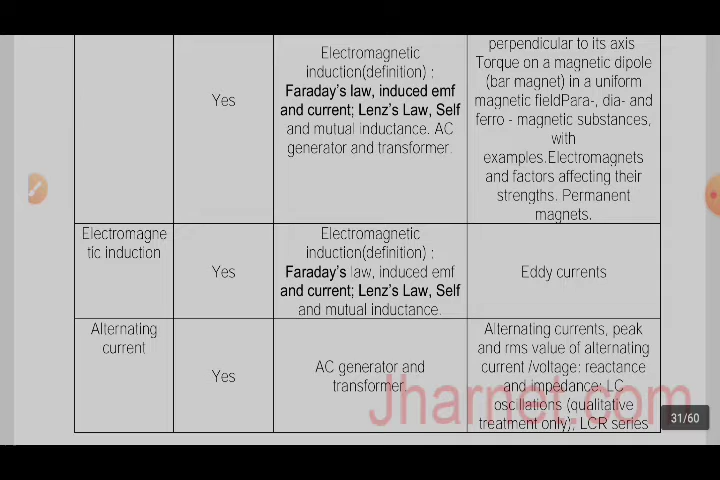 Yes
Electromagnetic
induction(definition) :
Faraday's law, induced emf
and current; Lenz's Law, Self
and mutual inductance. AC
generator and transformer.
perpendicular to its axis
Torque on a magnetic dipole
(bar magnet) in a uniform
magnetic fieldPara-, dia- and
ferro - magnetic substances,
with
examples.Electromagnets
and factors affecting their
strengths. Permanent
magnets.
Electromagne
tic induction
Yes
Electromagnetic
induction(definition) :
Faraday's law, induced emf
and current; Lenz's Law, Self
and mutual inductance.
Eddy currents
Alternating
current
Yes
AC generator and
transformer.
Alternating currents, peak
and rms value of alternating
current /voltage: reactance
and impedance; LC
oscillations (qualitative
treatment only), LCR series
Jharnet.com
31/60